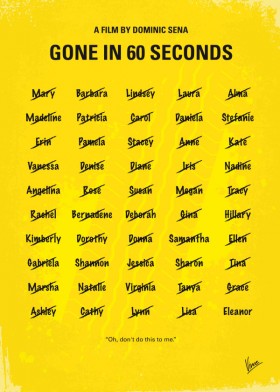 A FILM BY DOMINIC SENA
GONE IN 60 SECONDS
Mary Barbara Lindsey Laura Alma
Madeline Patricia Carol Daniela Stefanie
Erin Pamela Stacey Anne Kate
Vanessa Denise Diane Iris Nadine
Angelina Rose Susan Megan Tracy
Rachel Bernadene Deborah Gina Hillary
Kimberly Dorothy Donna Samantha Ellen
Gabriela Shannon Jessica Sharon Tina
Marsha Natalie Virginia Tanya Grace
Ashley Cathy Lynn Lisa Eleanor
"Oh, don't do this to me."